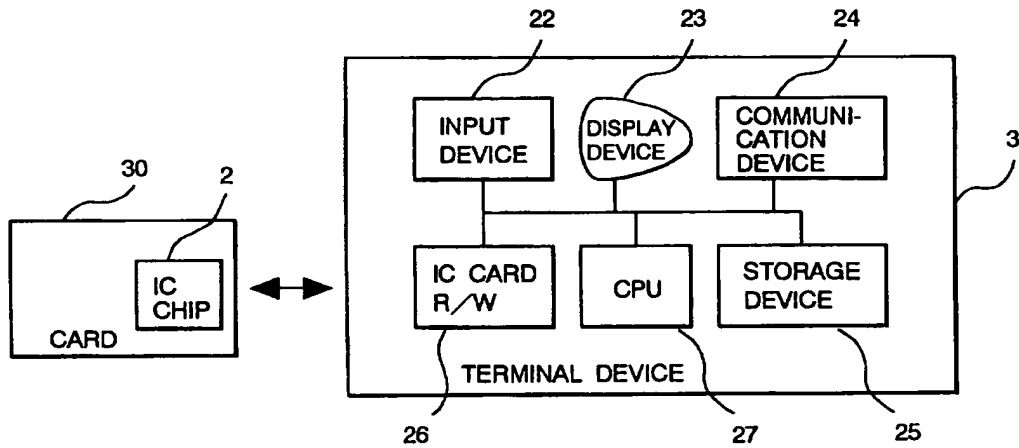 22
23
24
INPUT
DEVICE
DISPLAY
DEVICE
COMMUNI-
CATION
DEVICE
3
30
2
IC
CHIP
CARD
IC CARD
R/W
CPU
STORAGE
DEVICE
TERMINAL DEVICE
26
27
25